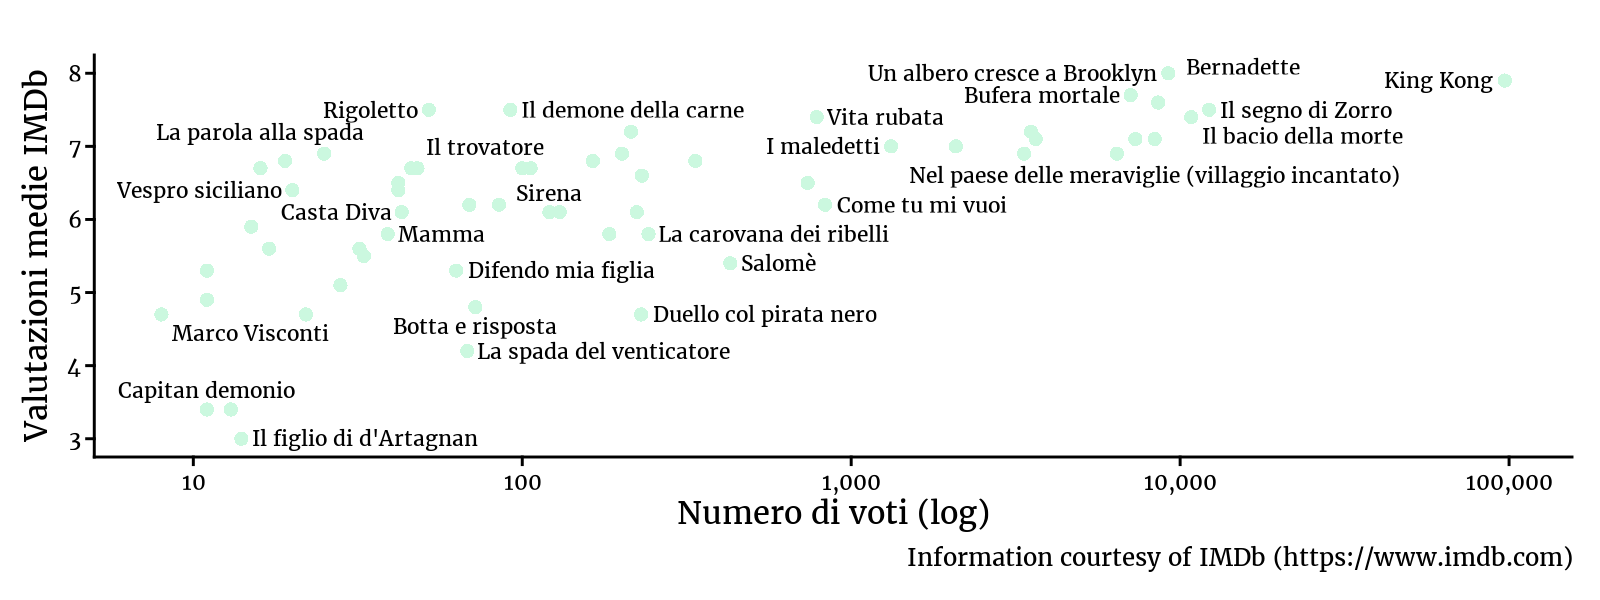 Valutazioni medie IMDb
8
7
6
5
4
3
Un albero cresce a Brooklyn
Bernadette
King Kong
Bufera mortale
Rigoletto
Il demone della carne
Vita rubata
Il segno di Zorro
La parola alla spada
Il trovatore
I maledetti
Il bacio della morte
Nel paese delle meraviglie (villaggio incantato)
Vespro siciliano
Sirena
Casta Diva
Come tu mi vuoi
Mamma
La carovana dei ribelli
Difendo mia figlia
Salomè
Marco Visconti
Botta e risposta
Duello col pirata nero
La spada del venticatore
Capitan demonio
Il figlio di d'Artagnan
10
100
1,000
10,000
100,000
Numero di voti (log)
Information courtesy of IMDb (https://www.imdb.com)